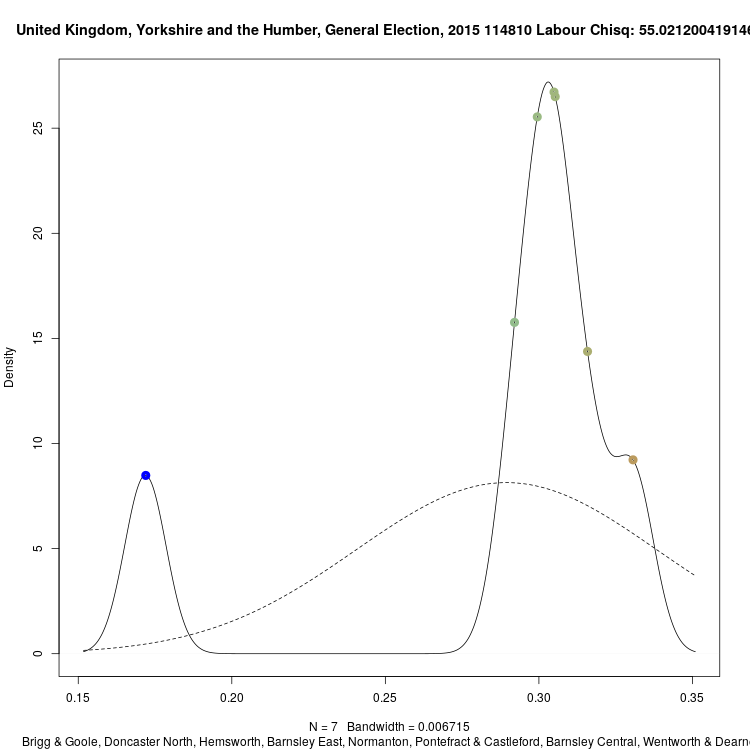 United Kingdom, Yorkshire and the Humber, General Election, 2015 114810 Labour Chisq: 55.021200419146
Density
25
20
15
10
5
0
0.15 0.20 0.25 0.30 0.35
N = 7 Bandwidth = 0.006715
Brigg & Goole, Doncaster North, Hemsworth, Barnsley East, Normanton, Pontefract & Castleford, Barnsley Central, Wentworth & Dearne